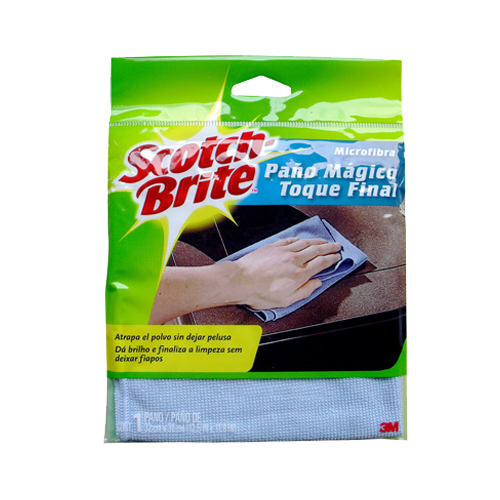 Scotch-
Brite™
Microfibra
Paño Mágico
Toque Final
Atrapa el polvo sin dejar pelusa
Dá brilho e finaliza a limpeza sem
deixar fiapos
1 PANO / PAÑO DE
3M